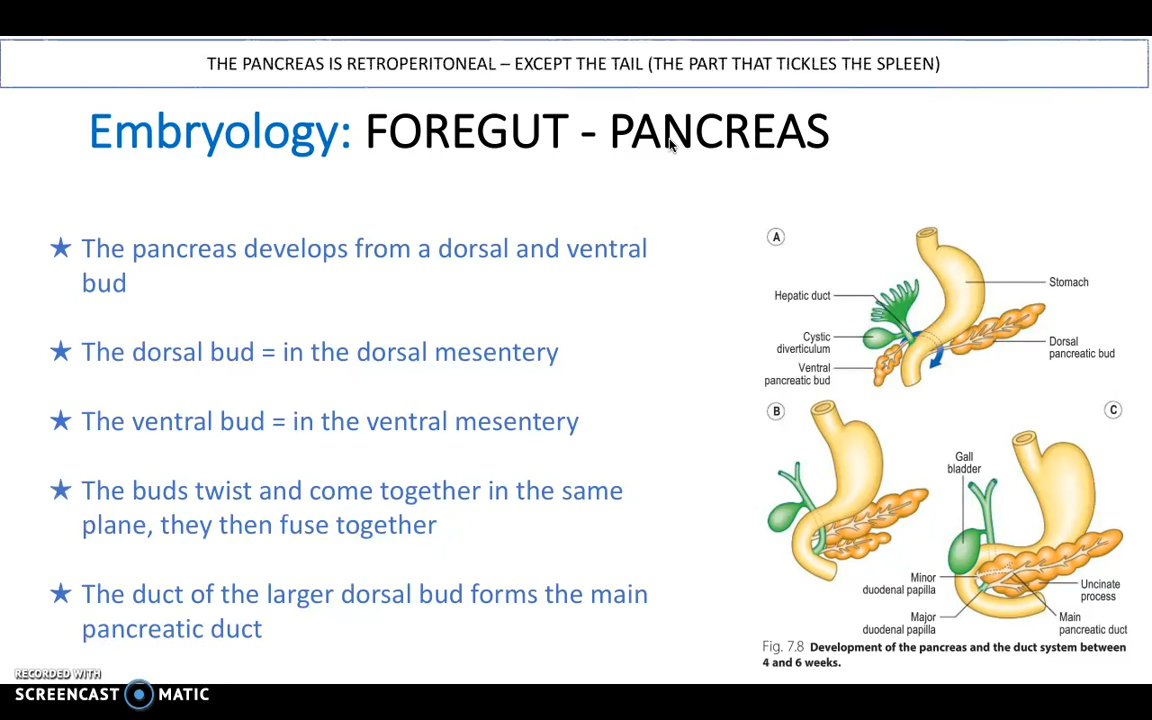 THE PANCREAS IS RETROPERITONEAL – EXCEPT THE TAIL (THE PART THAT TICKLES THE SPLEEN)
Embryology: FOREGUT - PANCREAS
★ The pancreas develops from a dorsal and ventral
bud
★ The dorsal bud = in the dorsal mesentery
★ The ventral bud = in the ventral mesentery
★ The buds twist and come together in the same
plane, they then fuse together
★ The duct of the larger dorsal bud forms the main
pancreatic duct
A
Stomach
Hepatic duct
Cystic
diverticulum
Dorsal
pancreatic bud
Ventral
pancreatic bud
B
C
Gall
bladder
Minor
duodenal papilla
Uncinate
process
Major
duodenal papilla
Main
pancreatic duct
Fig. 7.8 Development of the pancreas and the duct system between
4 and 6 weeks.
RECORDED WITH
SCREENCAST MATIC